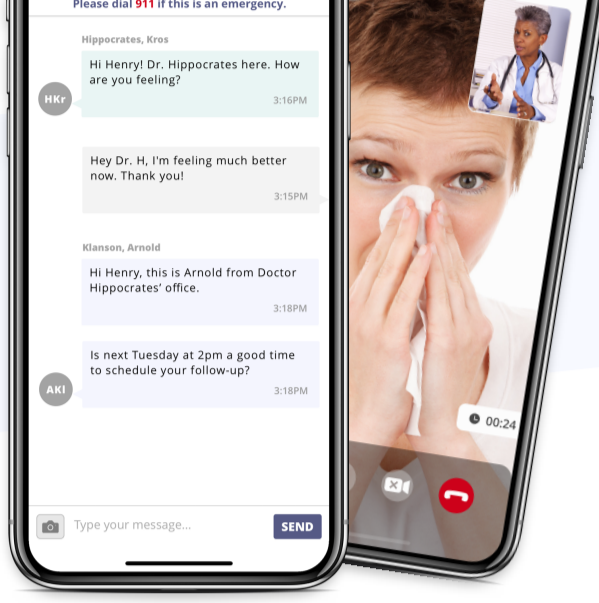 Please dial 911 if this is an emergency.
Hippocrates, Kros
Hi Henry! Dr. Hippocrates here. How
are you feeling?
HKr
3:16PM
Hey Dr. H, I'm feeling much better
now. Thank you!
3:15PM
Klanson, Arnold
Hi Henry, this is Arnold from Doctor
Hippocrates’ office.
3:18PM
Is next Tuesday at 2pm a good time
to schedule your follow-up?
AKl
3:18PM
Type your message...
SEND
00:24